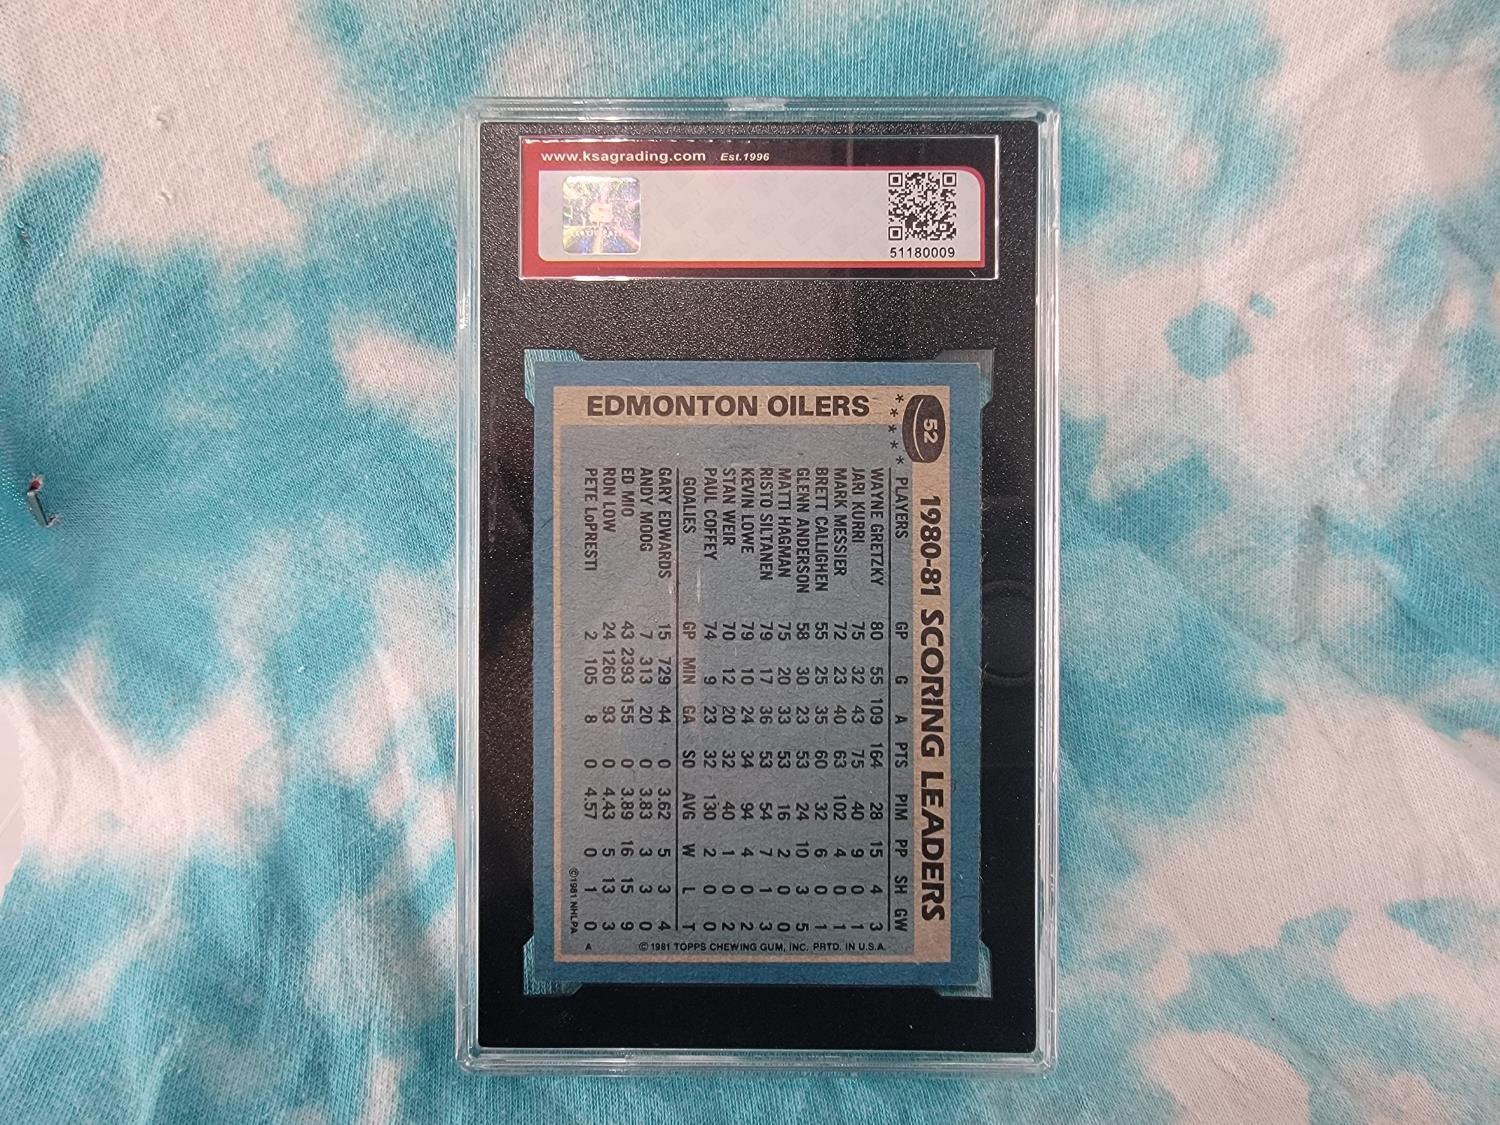 www.ksagrading.com Est.1996
51180009
EDMONTON OILERS
52
1980-81 SCORING LEADERS
* * * * *
PLAYERS GP G A PTS PIM PP SH GW
WAYNE GRETZKY 80 55 109 164 28 15 4 3
JARI KURRI 75 32 43 75 40 9 0 1
MARK MESSIER 72 23 40 63 102 4 0 1
BRETT CALLIGHEN 55 25 35 60 32 6 0 1
GLENN ANDERSON 58 30 23 53 24 10 3 5
MATTI HAGMAN 75 20 33 53 16 2 0 0
RISTO SILTANEN 79 17 36 53 54 7 1 3
KEVIN LOWE 79 10 24 34 94 4 0 2
STAN WEIR 70 12 20 32 40 1 0 2
PAUL COFFEY 74 9 23 32 130 2 0 0
GOALIES GP MIN GA SO AVG W L T
GARY EDWARDS 15 729 44 0 3.62 5 3 4
ANDY MOOG 7 313 20 0 3.83 3 3 0
ED MIO 43 2393 155 0 3.89 16 15 9
RON LOW 24 1260 93 0 4.43 5 13 3
PETE LoPRESTI 2 105 8 0 4.57 0 1 0
©1981 NHLPA
A ©1981 TOPPS CHEWING GUM, INC. PRTD. IN U.S.A.